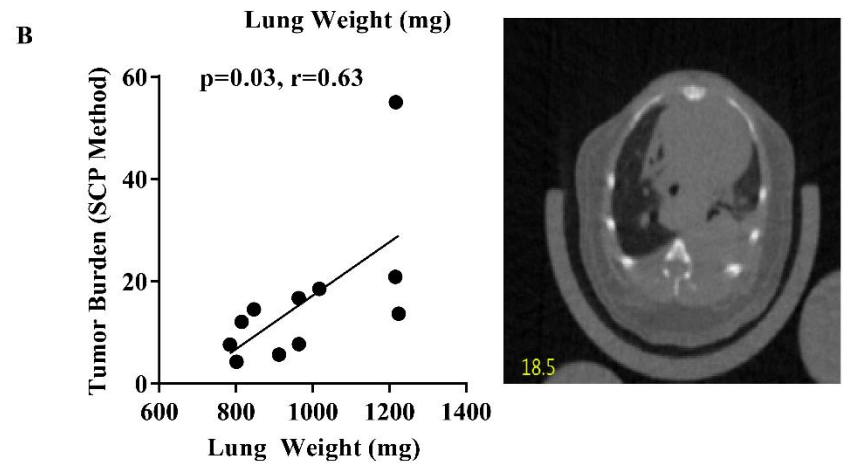 Lung Weight (mg)
B
Tumor Burden (SCP Method)
p=0.03, r=0.63
60
40
20
0
600 800 1000 1200 1400
Lung Weight (mg)
18.5